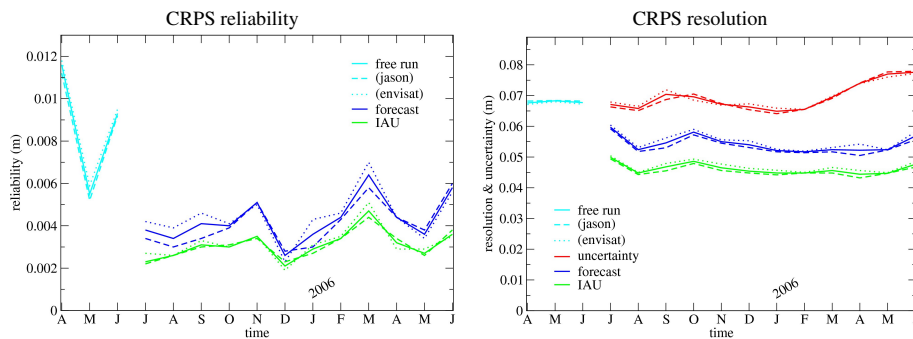 CRPS reliability
0.012
0.01
0.008
0.006
0.004
0.002
0
reliability (m)
free run
(jason)
(envisat)
forecast
IAU
2006
A M J J A S O N D J F M A M J
time
CRPS resolution
0.08
0.07
0.06
0.05
0.04
0.03
0.02
0.01
0
resolution & uncertainty (m)
free run
(jason)
(envisat)
uncertainty
forecast
IAU
2006
A M J J A S O N D J F M A M
time